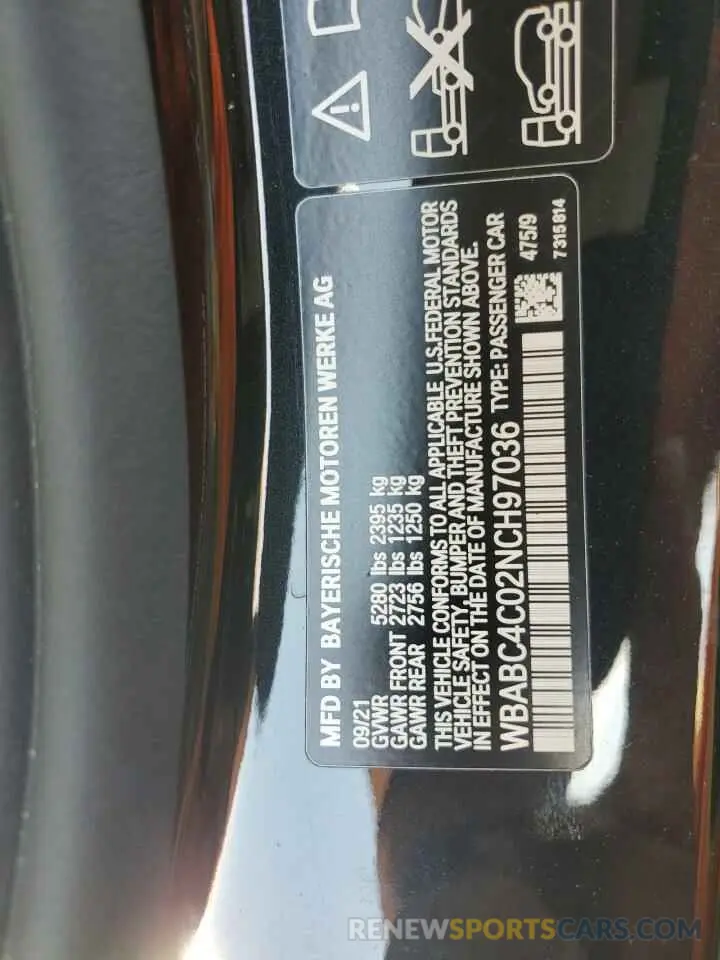 MFD BY BAYERISCHE MOTOREN WERKE AG
09/21
GVWR 5280 lbs 2395 kg
GAWR FRONT 2723 lbs 1235 kg
GAWR REAR 2756 lbs 1250 kg
THIS VEHICLE CONFORMS TO ALL APPLICABLE U.S.FEDERAL MOTOR
VEHICLE SAFETY, BUMPER AND THEFT PREVENTION STANDARDS
IN EFFECT ON THE DATE OF MANUFACTURE SHOWN ABOVE.
WBABC4C02NCH97036 TYPE: PASSENGER CAR
475/9
7315814
RENEWSPORTSCARS.COM